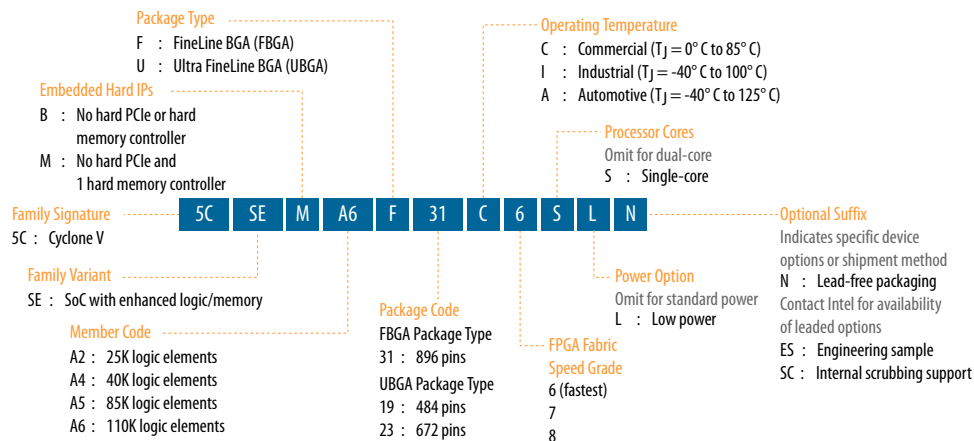 Package Type
F : FineLine BGA (FBGA)
U : Ultra FineLine BGA (UBGA)
Embedded Hard IPs
B : No hard PCIe or hard
memory controller
M : No hard PCIe and
1 hard memory controller
Operating Temperature
C : Commercial (TJ = 0° C to 85° C)
I : Industrial (TJ = -40° C to 100° C)
A : Automotive (TJ = -40° C to 125° C)
Processor Cores
Omit for dual-core
S : Single-core
Family Signature
5C : Cyclone V
5C SE M A6 F 31 C 6 S L N
Family Variant
SE : SoC with enhanced logic/memory
Member Code
A2 : 25K logic elements
A4 : 40K logic elements
A5 : 85K logic elements
A6 : 110K logic elements
Package Code
FBGA Package Type
31 : 896 pins
UBGA Package Type
19 : 484 pins
23 : 672 pins
FPGA Fabric
Speed Grade
6 (fastest)
7
8
Power Option
Omit for standard power
L : Low power
Optional Suffix
Indicates specific device
options or shipment method
N : Lead-free packaging
Contact Intel for availability
of leaded options
ES : Engineering sample
SC : Internal scrubbing support